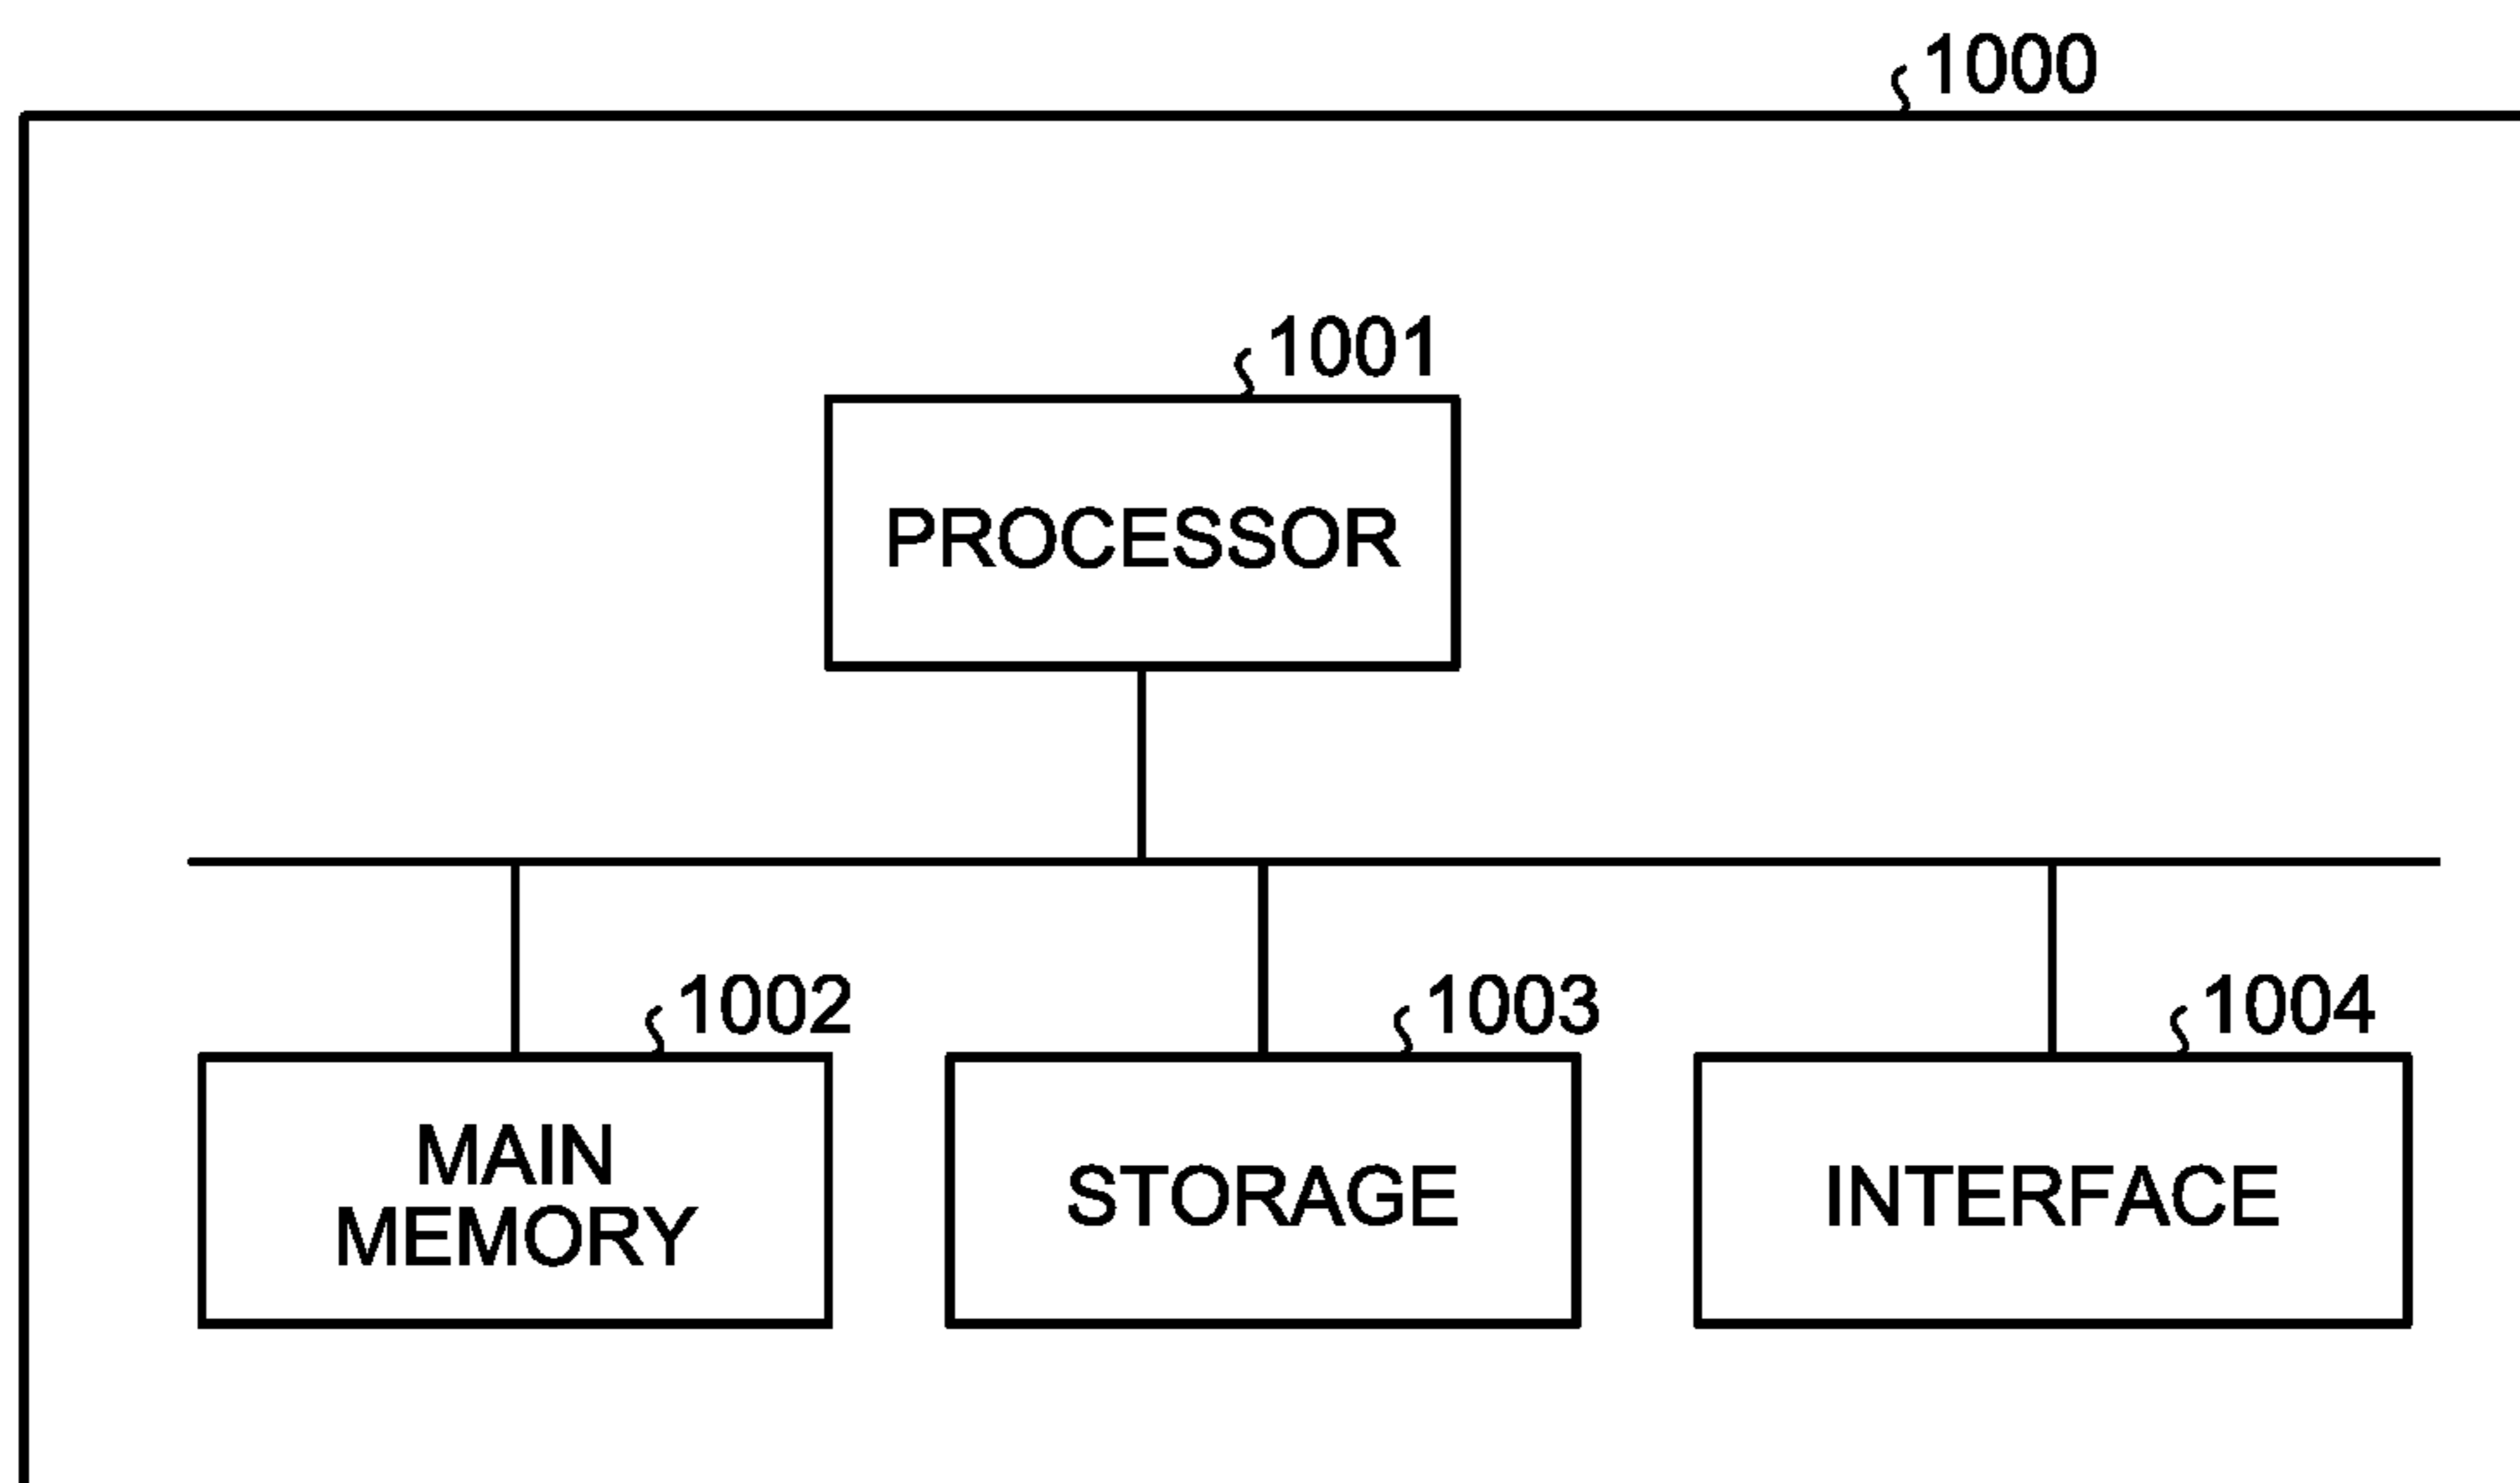 1000
1001
PROCESSOR
1002
1003
1004
MAIN
MEMORY
STORAGE
INTERFACE